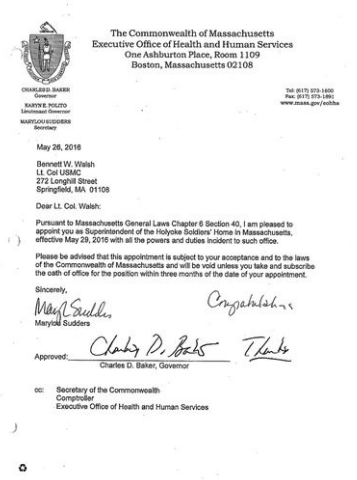 The Commonwealth of Massachusetts
Executive Office of Health and Human Services
One Ashburton Place, Room 1109
Boston, Massachusetts 02108
CHARLES D. BAKER
Governor
KARYN E. POLITO
Lieutenant Governor
MARYLOU SUDDERS
Secretary
Tel: (617) 573-1600
Fax: (617) 573-1891
www.mass.gov/eohhs
May 26, 2016
Bennett W. Walsh
Lt. Col USMC
272 Longhill Street
Springfield, MA 01108
Dear Lt. Col. Walsh:
Pursuant to Massachusetts General Laws Chapter 6 Section 40, I am pleased to
appoint you as Superintendent of the Holyoke Soldiers' Home in Massachusetts,
effective May 29, 2016 with all the powers and duties incident to such office.
Please be advised that this appointment is subject to your acceptance and to the laws
of the Commonwealth of Massachusetts and will be void unless you take and subscribe
the oath of office for the position within three months of the date of your appointment.
Sincerely,
Mary L Sudders Congratulations
Marylou Sudders
Approved: Charles D. Baker Thanks
Charles D. Baker, Governor
cc: Secretary of the Commonwealth
Comptroller
Executive Office of Health and Human Services